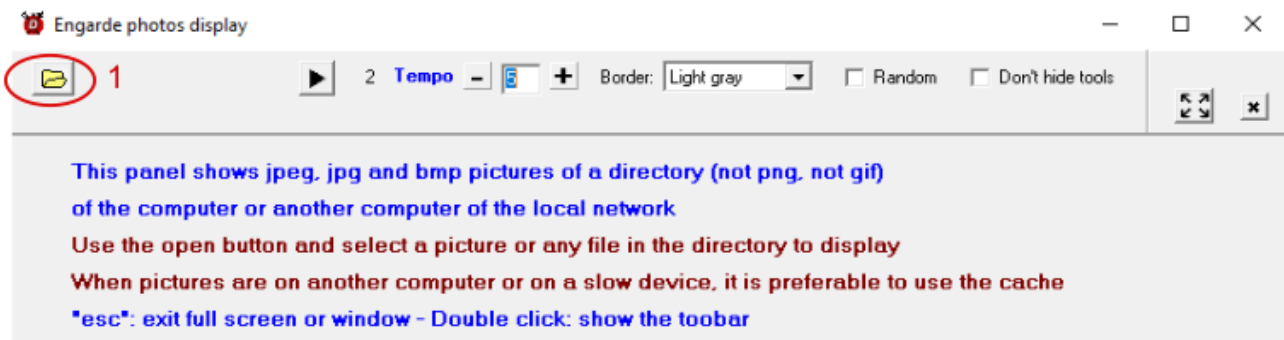 Engarde photos display
1 2 Tempo - 5 + Border: Light gray Random Don't hide tools
This panel shows jpeg, jpg and bmp pictures of a directory (not png, not gif)
of the computer or another computer of the local network
Use the open button and select a picture or any file in the directory to display
When pictures are on another computer or on a slow device, it is preferable to use the cache
"esc": exit full screen or window - Double click: show the toobar